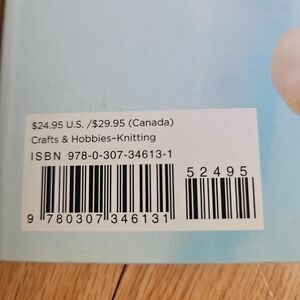 $24.95 U.S. /$29.95 (Canada)
Crafts & Hobbies–Knitting
ISBN 978-0-307-34613-1
52495
9 780307 346131